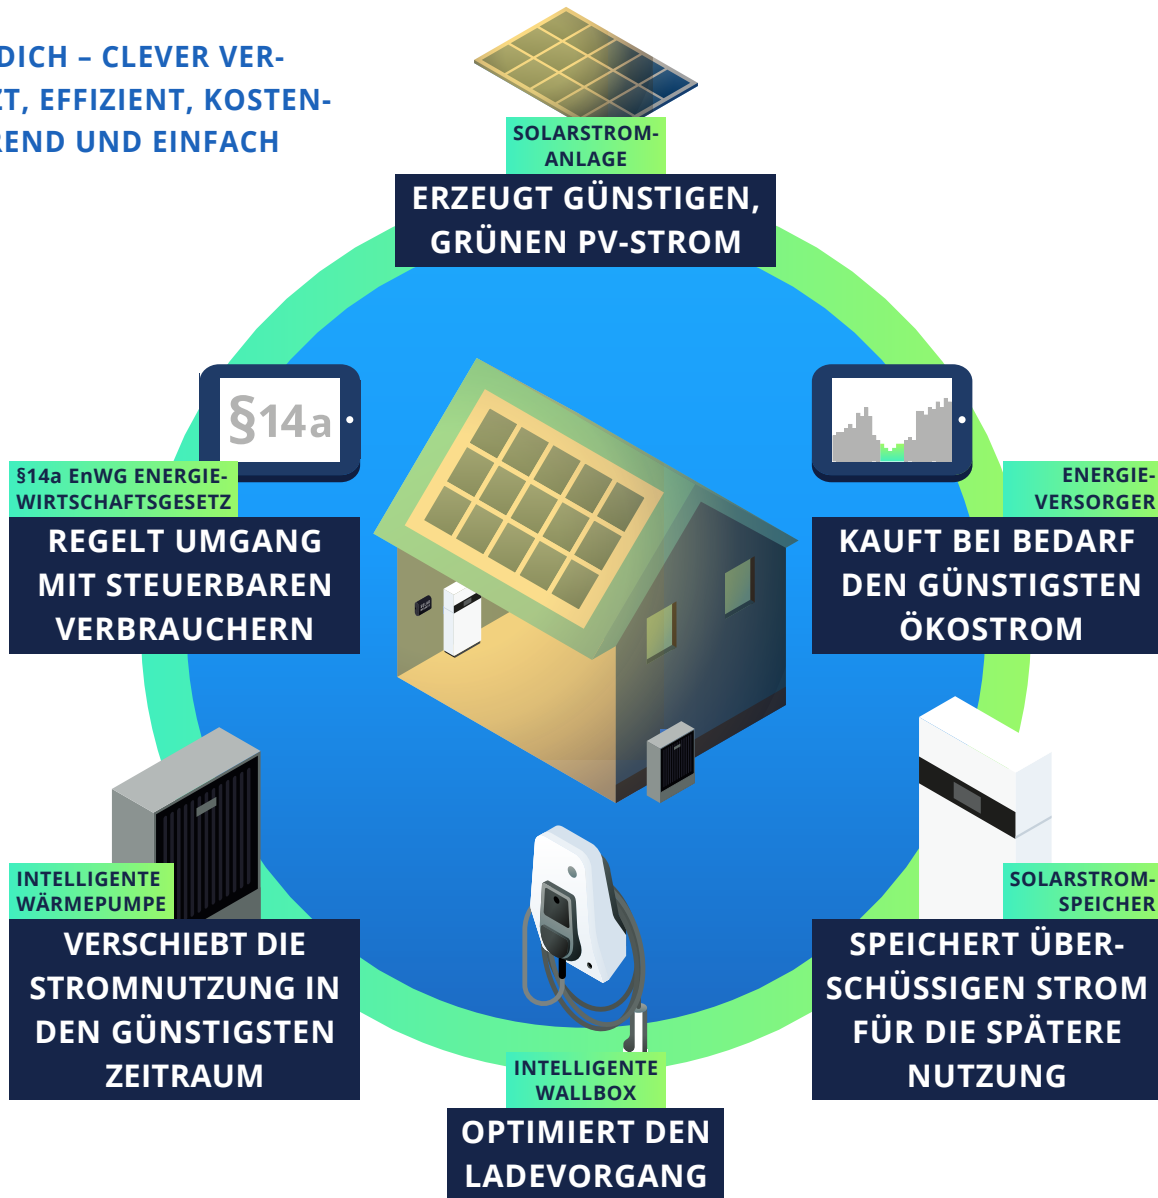 DICH – CLEVER VER-
ZT, EFFIZIENT, KOSTEN-
REND UND EINFACH
SOLARSTROM-
ANLAGE
ERZEUGT GÜNSTIGEN,
GRÜNEN PV-STROM
§14a
§14a EnWG ENERGIE-
WIRTSCHAFTSGESETZ
REGELT UMGANG
MIT STEUERBAREN
VERBRAUCHERN
ENERGIE-
VERSORGER
KAUFT BEI BEDARF
DEN GÜNSTIGSTEN
ÖKOSTROM
INTELLIGENTE
WÄRMEPUMPE
VERSCHIEBT DIE
STROMNUTZUNG IN
DEN GÜNSTIGSTEN
ZEITRAUM
SOLARSTROM-
SPEICHER
SPEICHERT ÜBER-
SCHÜSSIGEN STROM
FÜR DIE SPÄTERE
NUTZUNG
INTELLIGENTE
WALLBOX
OPTIMIERT DEN
LADEVORGANG